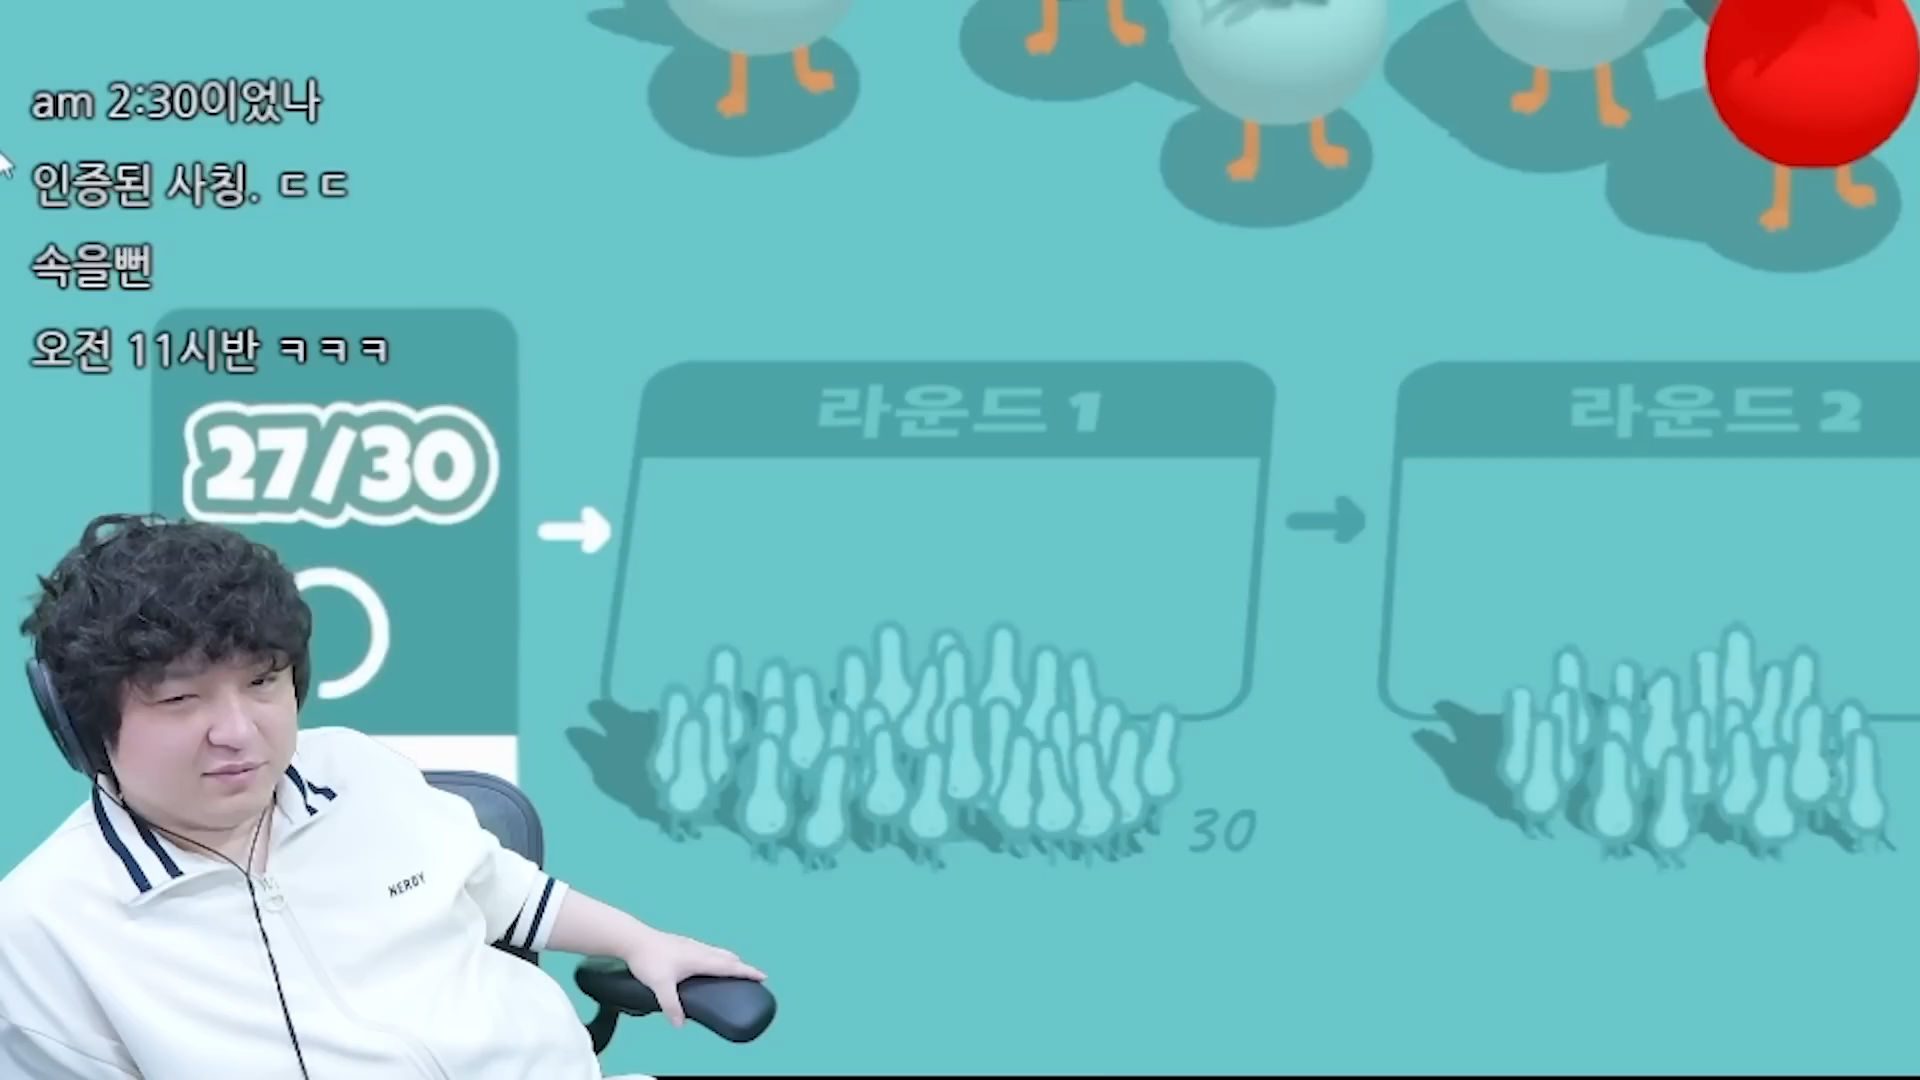 am 2:30이었나
인증된 사칭. ㄷㄷ
속을뻔
오전 11시반 ㅋㅋㅋ
27/30
라운드 1
라운드 2
30
NERDY